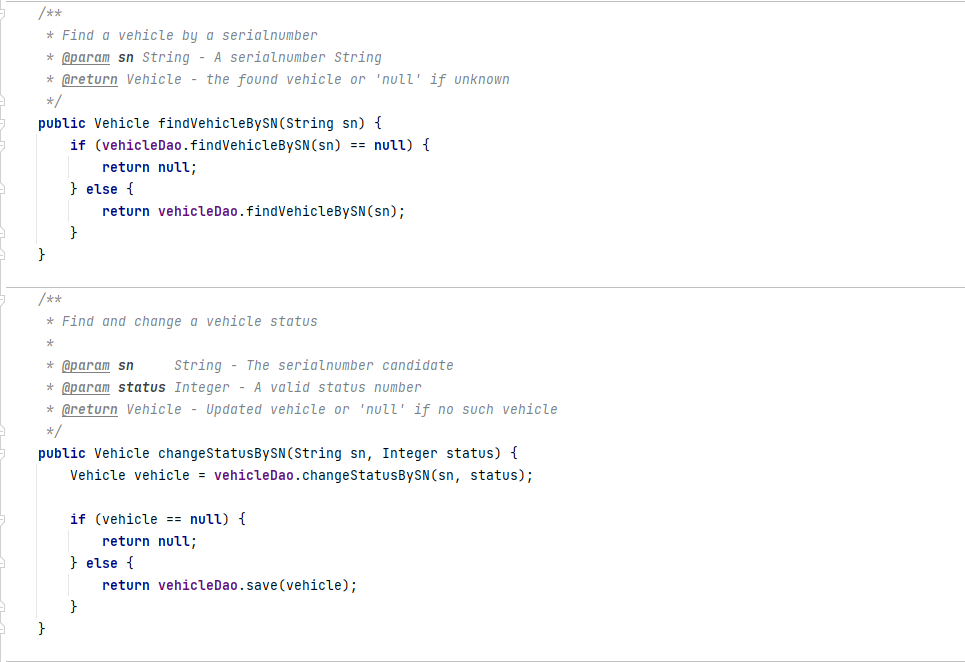 /**
 * Find a vehicle by a serialnumber
 * @param sn String - A serialnumber String
 * @return Vehicle - the found vehicle or 'null' if unknown
 */
public Vehicle findVehicleBySN(String sn) {
    if (vehicleDao.findVehicleBySN(sn) == null) {
        return null;
    } else {
        return vehicleDao.findVehicleBySN(sn);
    }
}
/**
 * Find and change a vehicle status
 *
 * @param sn     String - The serialnumber candidate
 * @param status Integer - A valid status number
 * @return Vehicle - Updated vehicle or 'null' if no such vehicle
 */
public Vehicle changeStatusBySN(String sn, Integer status) {
    Vehicle vehicle = vehicleDao.changeStatusBySN(sn, status);
    if (vehicle == null) {
        return null;
    } else {
        return vehicleDao.save(vehicle);
    }
}